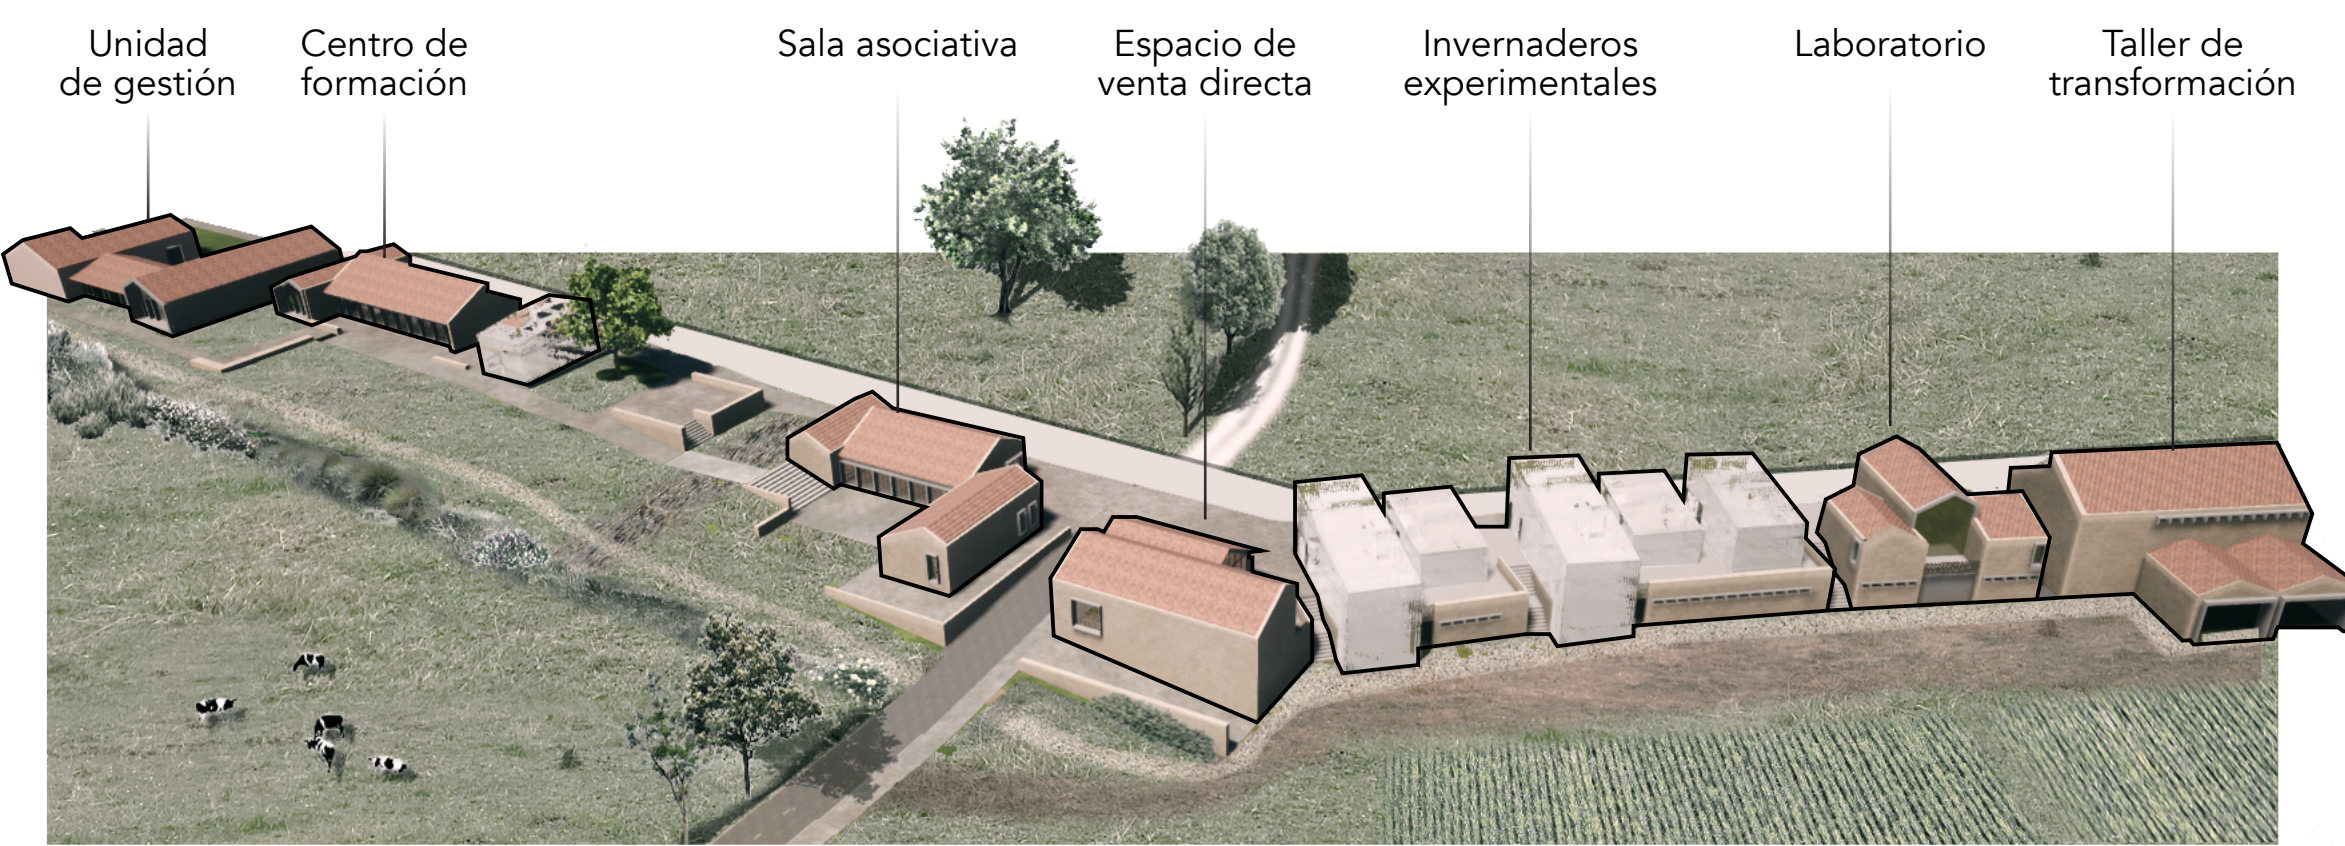 Unidad
de gestión
Centro de
formación
Sala asociativa
Espacio de
venta directa
Invernaderos
experimentales
Laboratorio
Taller de
transformación